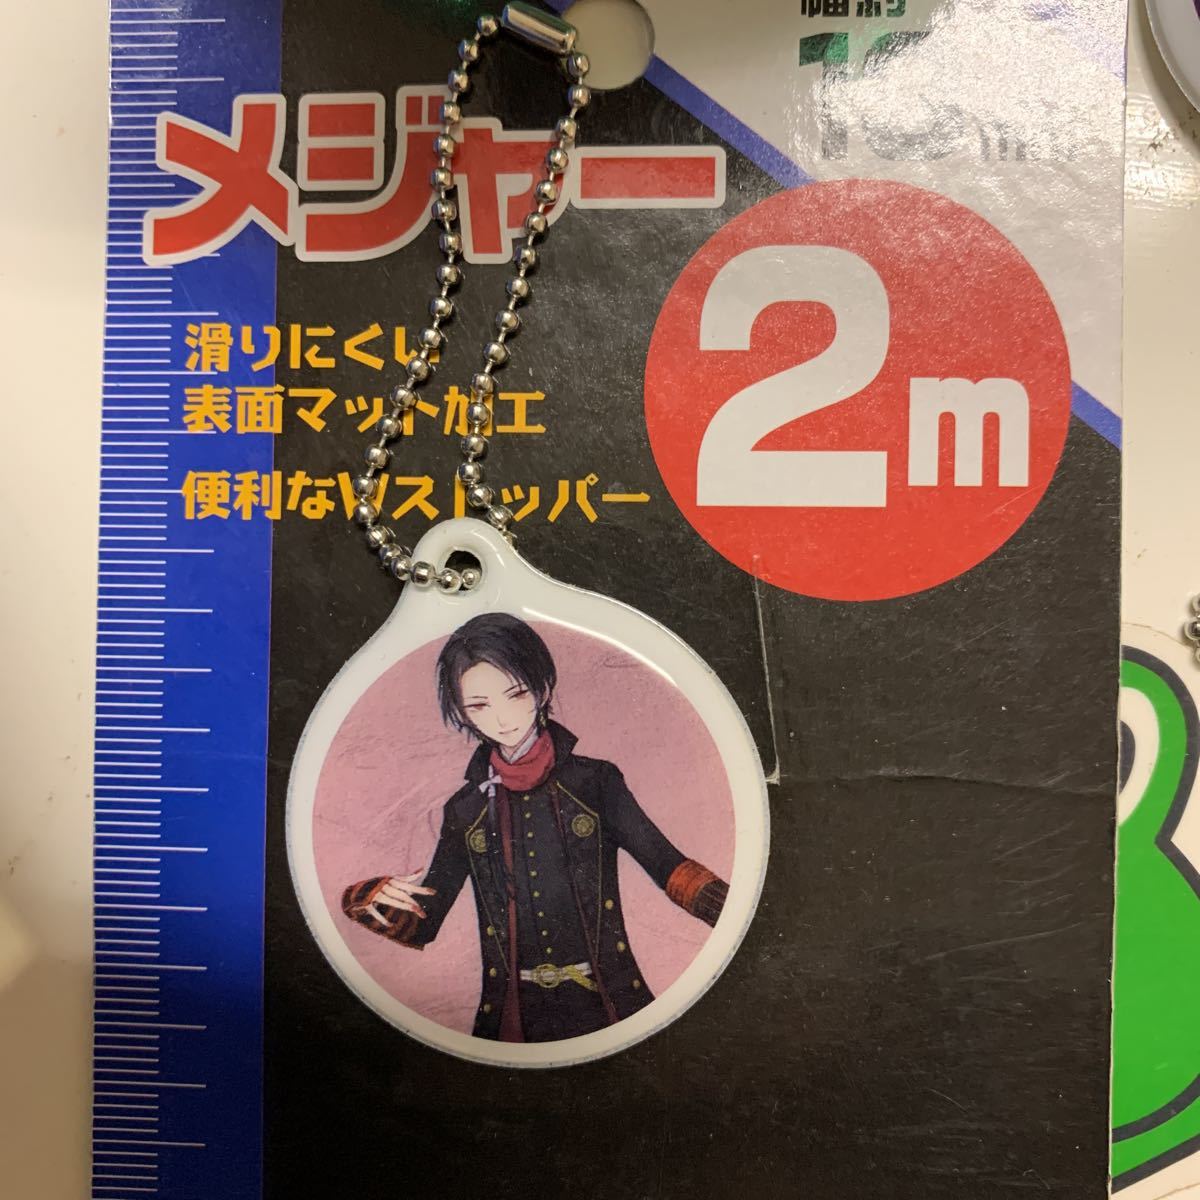 メジャー
2m
滑りにくい
表面マット加工
便利なWストッパー